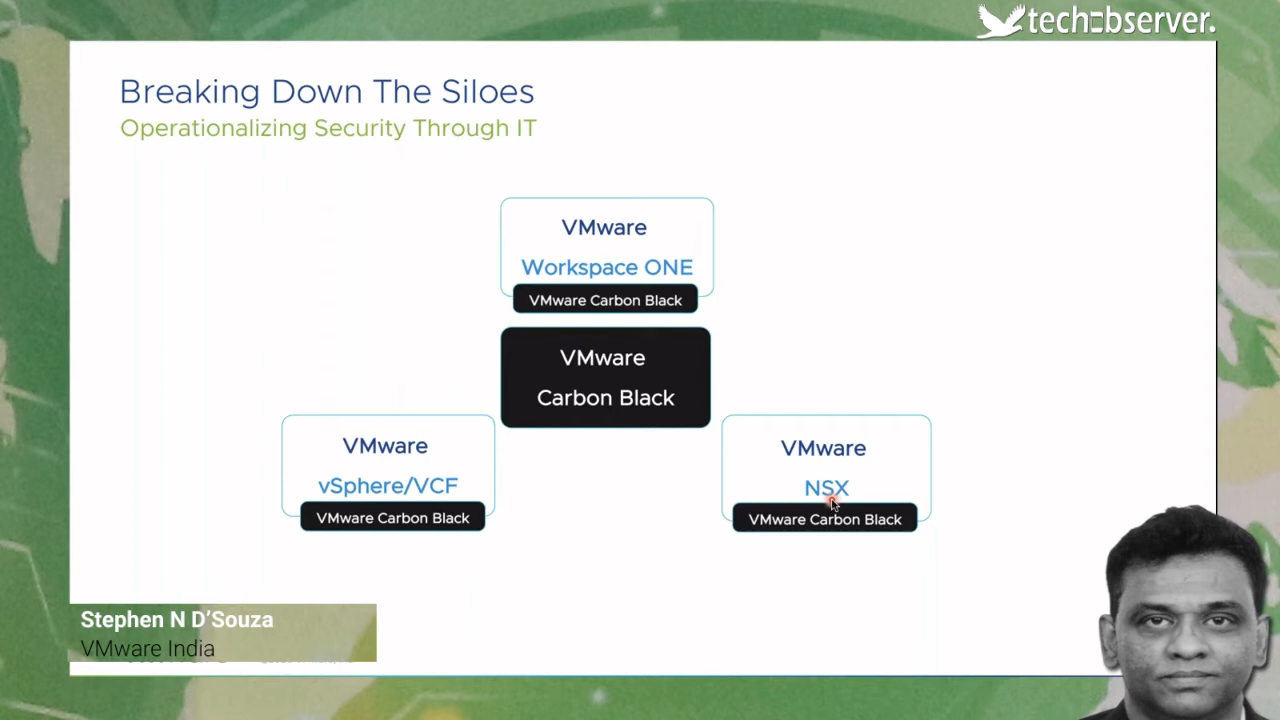 techobserver.
Breaking Down The Siloes
Operationalizing Security Through IT
VMware
Workspace ONE
VMware Carbon Black
VMware
Carbon Black
VMware
vSphere/VCF
VMware Carbon Black
VMware
NSX
VMware Carbon Black
Stephen N D’Souza
VMware India